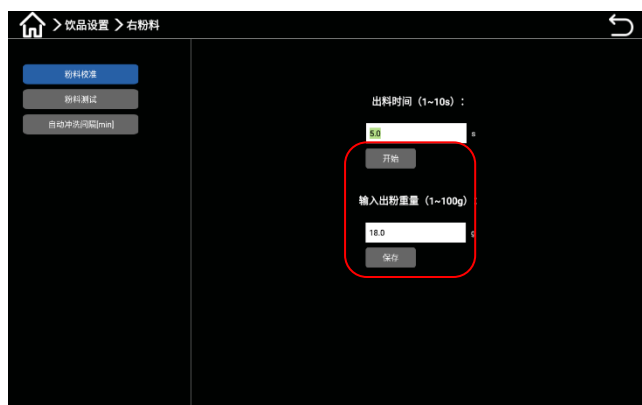 > 饮品设置 > 右粉料
粉料校准
粉料测试
自动冲洗间隔[min]
出料时间（1~10s）：
5.0 s
开始
输入出粉重量（1~100g）：
18.0 g
保存